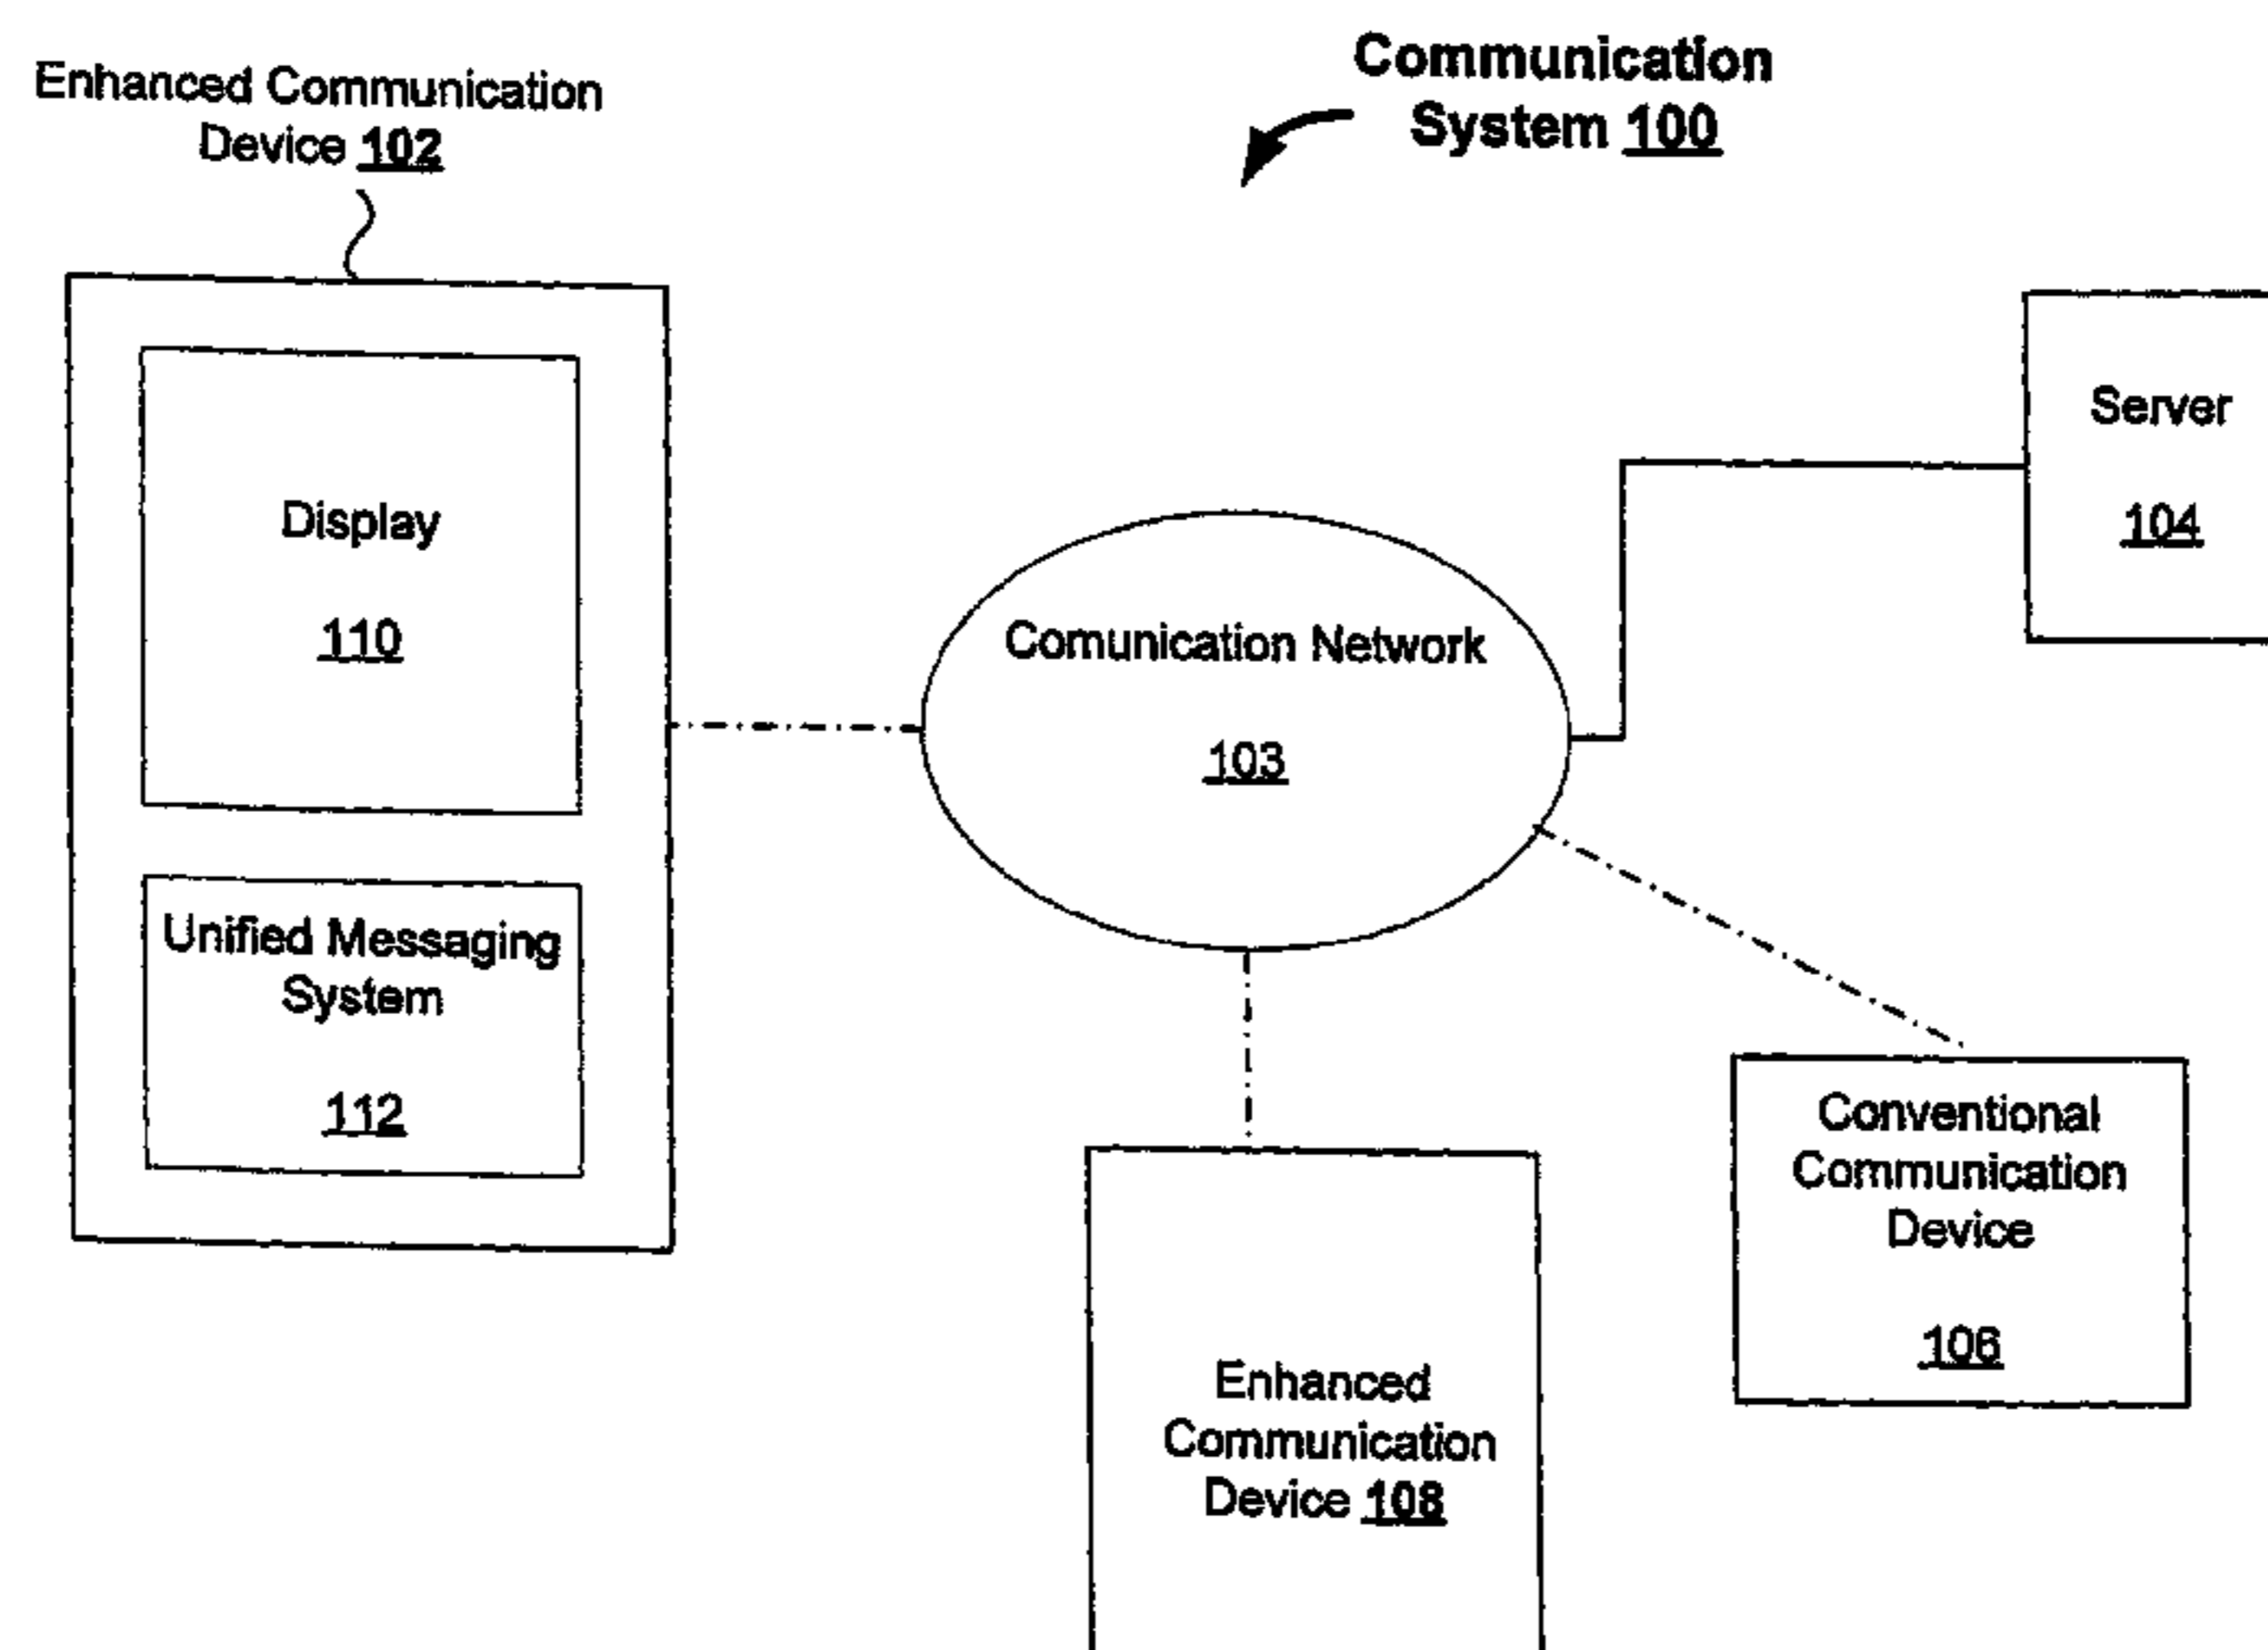 Enhanced Communication
Device 102
Communication
System 100
Display
110
Unified Messaging
System
112
Comunication Network
103
Server
104
Conventional
Communication
Device
106
Enhanced
Communication
Device 108